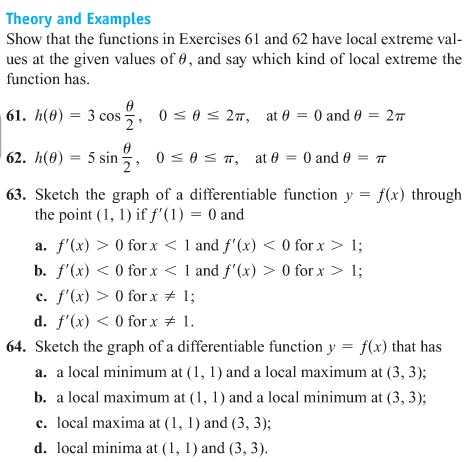 Theory and Examples
Show that the functions in Exercises 61 and 62 have local extreme val-
ues at the given values of θ, and say which kind of local extreme the
function has.
61. h(θ) = 3 cos θ/2, 0 ≤ θ ≤ 2π, at θ = 0 and θ = 2π
62. h(θ) = 5 sin θ/2, 0 ≤ θ ≤ π, at θ = 0 and θ = π
63. Sketch the graph of a differentiable function y = f(x) through
the point (1, 1) if f′(1) = 0 and
a. f′(x) > 0 for x < 1 and f′(x) < 0 for x > 1;
b. f′(x) < 0 for x < 1 and f′(x) > 0 for x > 1;
c. f′(x) > 0 for x ≠ 1;
d. f′(x) < 0 for x ≠ 1.
64. Sketch the graph of a differentiable function y = f(x) that has
a. a local minimum at (1, 1) and a local maximum at (3, 3);
b. a local maximum at (1, 1) and a local minimum at (3, 3);
c. local maxima at (1, 1) and (3, 3);
d. local minima at (1, 1) and (3, 3).